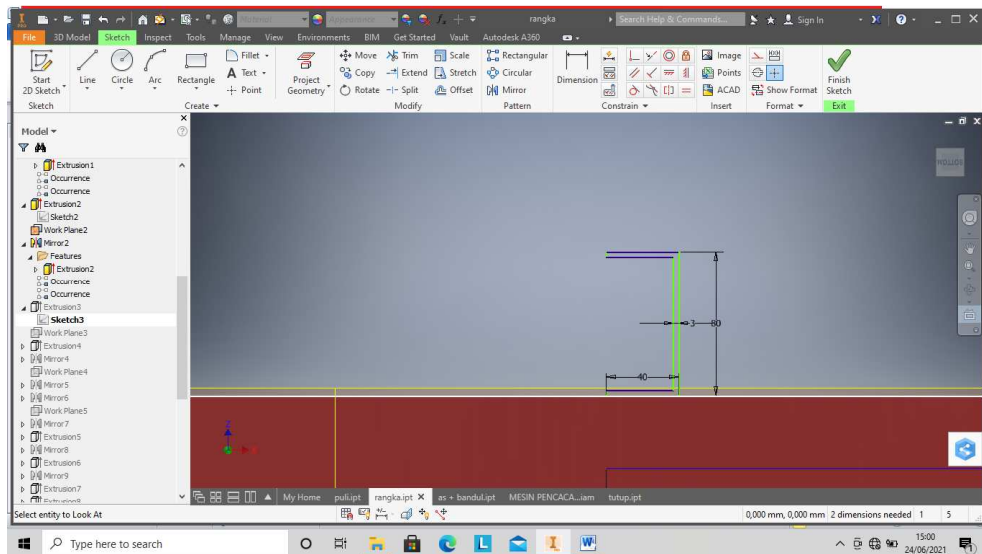 PRO
Material
Appearance
rangka
Search Help & Commands...
Sign In
File 3D Model Sketch Inspect Tools Manage View Environments BIM Get Started Vault Autodesk A360
Start
2D Sketch
Line
Circle
Arc
Rectangle
Fillet
Text
Point
Project
Geometry
Move Trim Scale
Copy Extend Stretch
Rotate Split Offset
Rectangular
Circular
Mirror
Dimension
Image
Points
ACAD
Show Format
Finish
Sketch
Sketch Create Modify Pattern Constrain Insert Format Exit
Model
Extrusion1
Occurrence
Occurrence
Extrusion2
Sketch2
Work Plane2
Mirror2
Features
Extrusion2
Occurrence
Occurrence
Extrusion3
Sketch3
Work Plane3
Extrusion4
Mirror4
Work Plane4
Mirror5
Mirror6
Work Plane5
Mirror7
Extrusion5
Mirror8
Extrusion6
Mirror9
Extrusion7
3
80
40
Z
My Home puli.ipt rangka.ipt as + bandul.ipt MESIN PENCACA...iam tutup.ipt
Select entity to Look At
0,000 mm, 0,000 mm 2 dimensions needed 1 5
Type here to search
15:00
24/06/2021